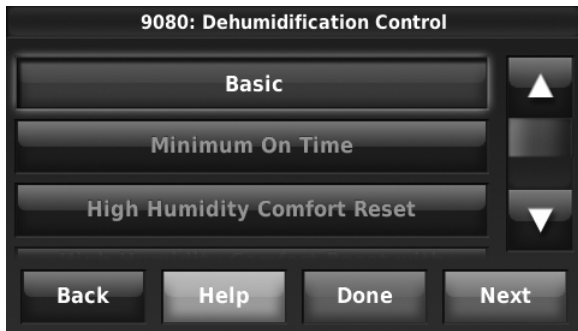 9080: Dehumidification Control
Basic
Minimum On Time
High Humidity Comfort Reset
Back
Help
Done
Next